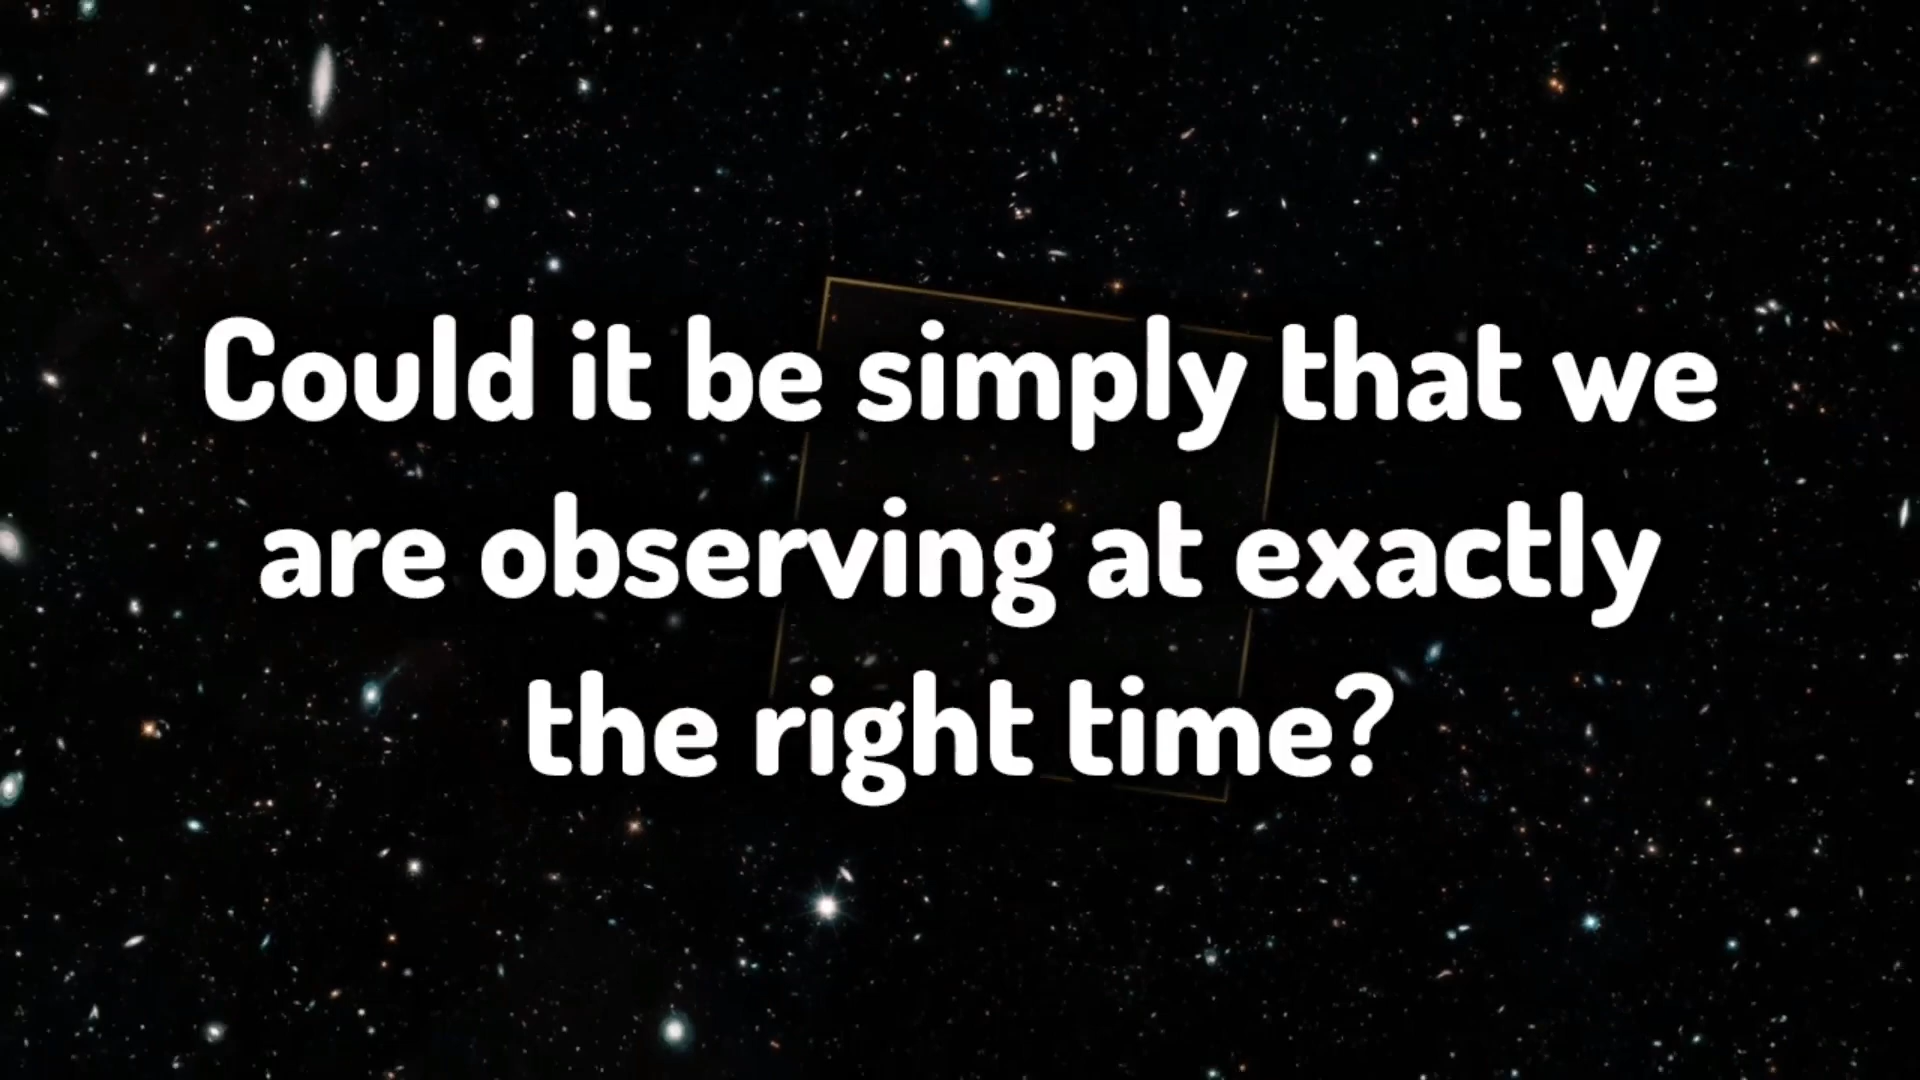 Could it be simply that we
are observing at exactly
the right time?